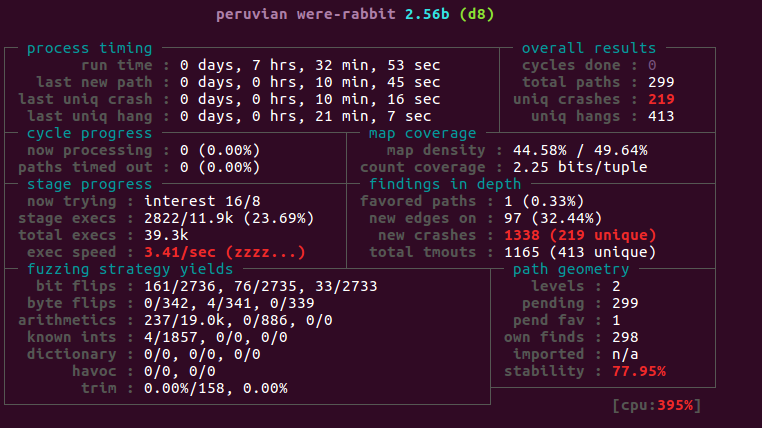 peruvian were-rabbit 2.56b (d8)
process timing overall results
run time : 0 days, 7 hrs, 32 min, 53 sec cycles done : 0
last new path : 0 days, 0 hrs, 10 min, 45 sec total paths : 299
last uniq crash : 0 days, 0 hrs, 10 min, 16 sec uniq crashes : 219
last uniq hang : 0 days, 0 hrs, 21 min, 7 sec uniq hangs : 413
cycle progress map coverage
now processing : 0 (0.00%) map density : 44.58% / 49.64%
paths timed out : 0 (0.00%) count coverage : 2.25 bits/tuple
stage progress findings in depth
now trying : interest 16/8 favored paths : 1 (0.33%)
stage execs : 2822/11.9k (23.69%) new edges on : 97 (32.44%)
total execs : 39.3k new crashes : 1338 (219 unique)
exec speed : 3.41/sec (zzzz...) total tmouts : 1165 (413 unique)
fuzzing strategy yields path geometry
bit flips : 161/2736, 76/2735, 33/2733 levels : 2
byte flips : 0/342, 4/341, 0/339 pending : 299
arithmetics : 237/19.0k, 0/886, 0/0 pend fav : 1
known ints : 4/1857, 0/0, 0/0 own finds : 298
dictionary : 0/0, 0/0, 0/0 imported : n/a
havoc : 0/0, 0/0 stability : 77.95%
trim : 0.00%/158, 0.00%
[cpu:395%]